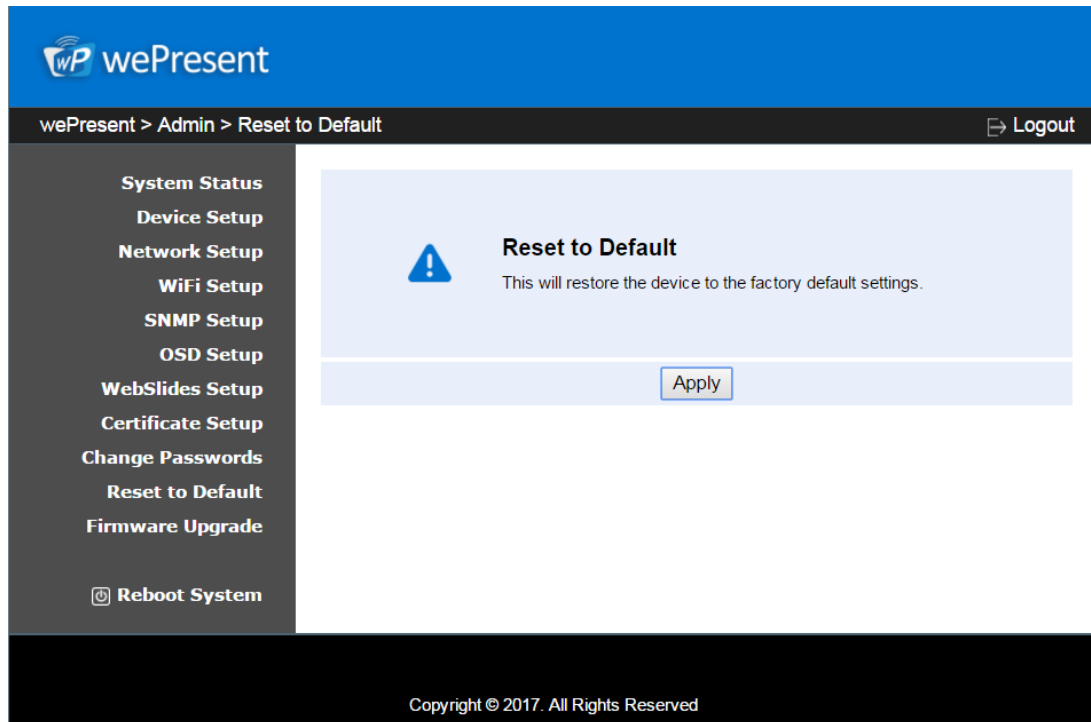 wP wePresent
wePresent > Admin > Reset to Default
Logout
System Status
Device Setup
Network Setup
WiFi Setup
SNMP Setup
OSD Setup
WebSlides Setup
Certificate Setup
Change Passwords
Reset to Default
Firmware Upgrade
Reboot System
Reset to Default
This will restore the device to the factory default settings.
Apply
Copyright © 2017. All Rights Reserved